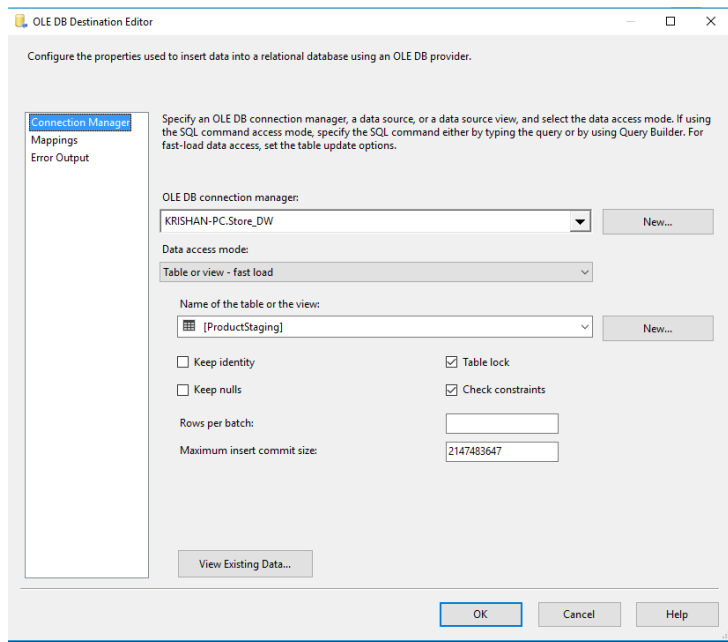 OLE DB Destination Editor
Configure the properties used to insert data into a relational database using an OLE DB provider.
Connection Manager
Mappings
Error Output
Specify an OLE DB connection manager, a data source, or a data source view, and select the data access mode. If using
the SQL command access mode, specify the SQL command either by typing the query or by using Query Builder. For
fast-load data access, set the table update options.
OLE DB connection manager:
KRISHAN-PC.Store_DW
New...
Data access mode:
Table or view - fast load
Name of the table or the view:
[ProductStaging]
New...
Keep identity
Table lock
Keep nulls
Check constraints
Rows per batch:
Maximum insert commit size:
2147483647
View Existing Data...
OK
Cancel
Help